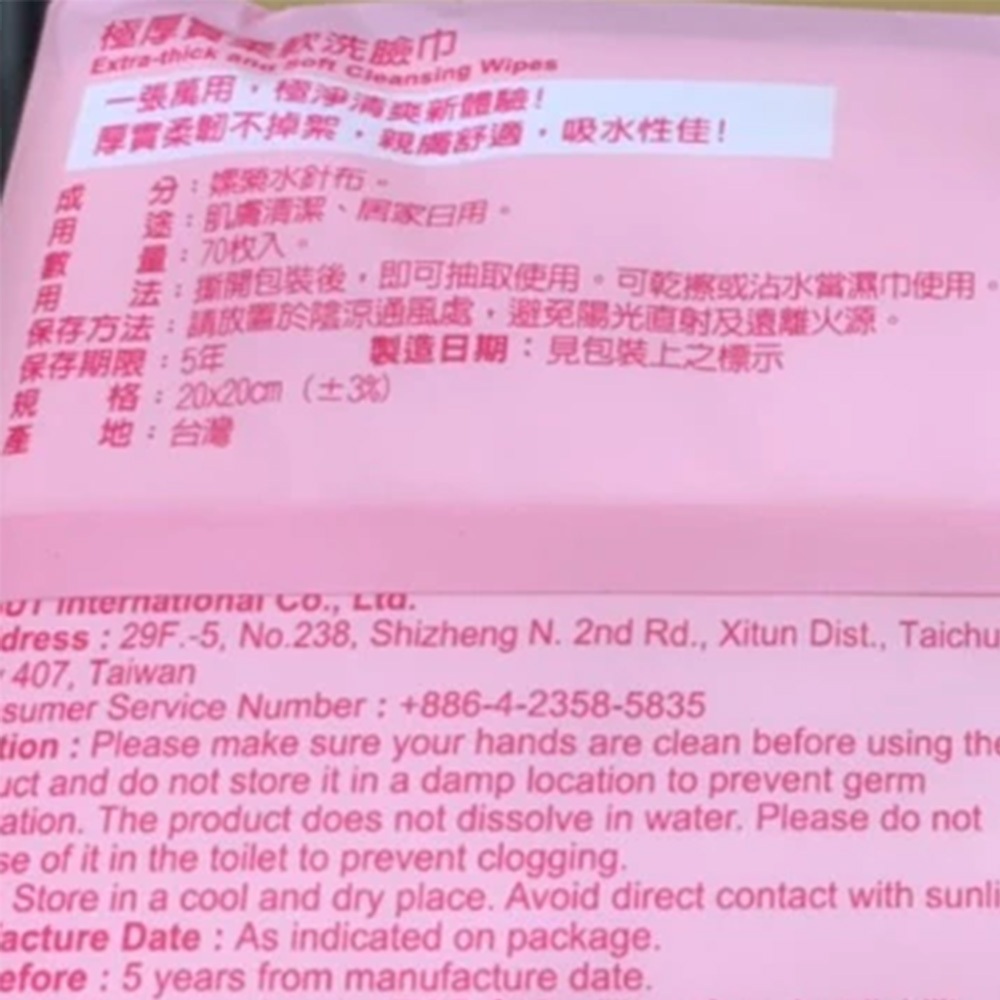 極厚實柔軟洗臉巾
Extra-thick and Soft Cleansing Wipes
一張萬用，極淨清爽新體驗！
厚實柔韌不掉絮，親膚舒適，吸水性佳！
成 分：嫘縈水針布。
用 途：肌膚清潔、居家日用。
數 量：70枚入。
用 法：撕開包裝後，即可抽取使用。可乾擦或沾水當濕巾使用。
保存方法：請放置於陰涼通風處，避免陽光直射及遠離火源。
保存期限：5年 製造日期：見包裝上之標示
規 格：20x20cm（±3%）
產 地：台灣
International Co., Ltd.
dress : 29F.-5, No.238, Shizheng N. 2nd Rd., Xitun Dist., Taichu
407, Taiwan
sumer Service Number : +886-4-2358-5835
tion : Please make sure your hands are clean before using the
uct and do not store it in a damp location to prevent germ
ation. The product does not dissolve in water. Please do not
se of it in the toilet to prevent clogging.
Store in a cool and dry place. Avoid direct contact with sunli
acture Date : As indicated on package.
efore : 5 years from manufacture date.